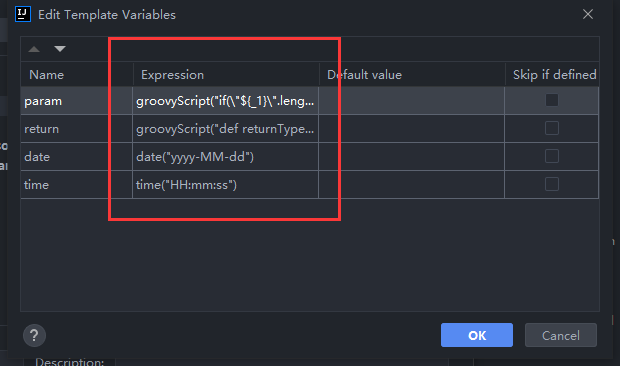 Edit Template Variables
Name Expression Default value Skip if defined
param groovyScript("if(\"${_1}\".leng...
return groovyScript("def returnType...
date date("yyyy-MM-dd")
time time("HH:mm:ss")
? OK Cancel
Description: